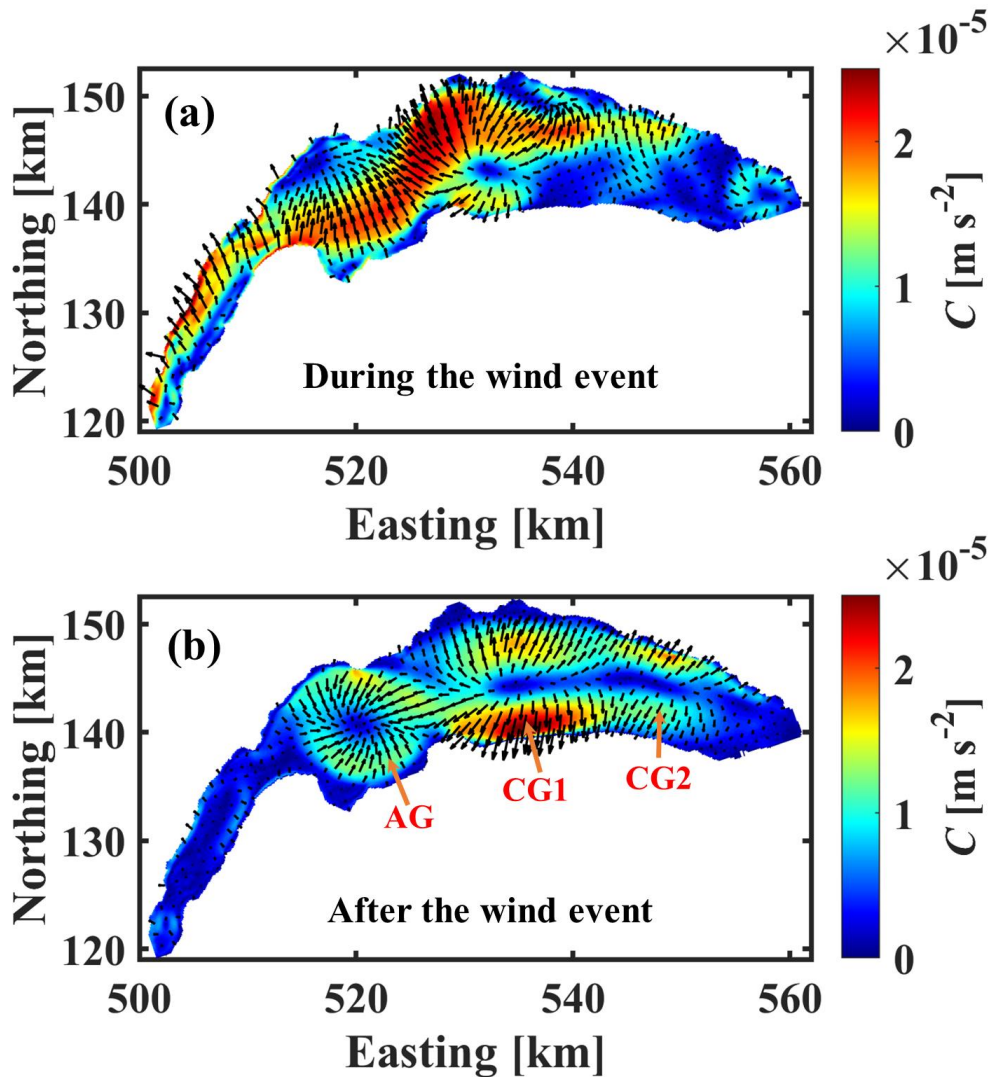 ×10⁻⁵
(a)
150
140
130
120
Northing [km]
During the wind event
2
1
0
C [m s⁻²]
500
520
540
560
Easting [km]
×10⁻⁵
(b)
150
140
130
120
Northing [km]
AG
CG1
CG2
After the wind event
2
1
0
C [m s⁻²]
500
520
540
560
Easting [km]